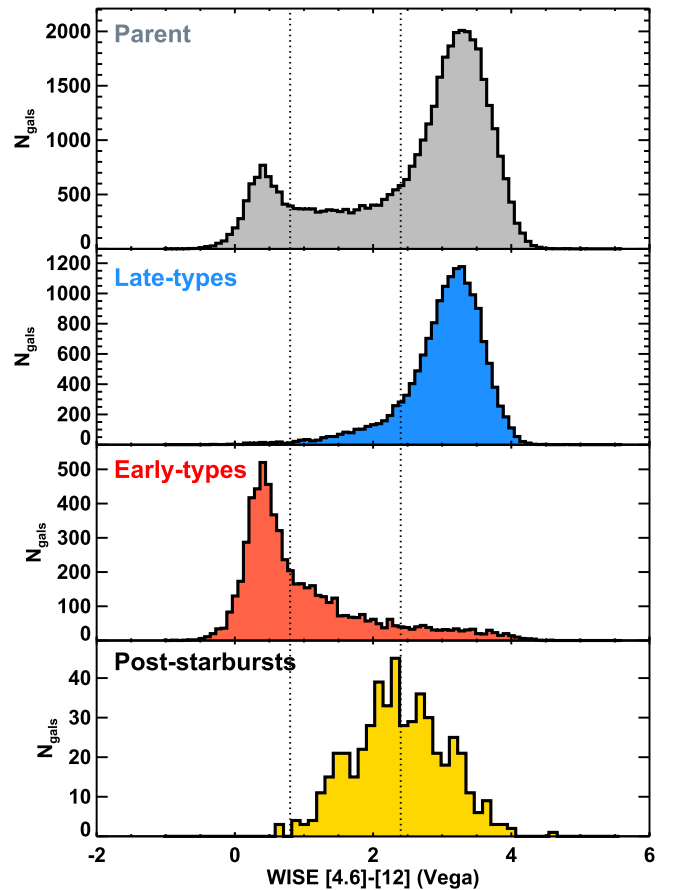 Parent
2000
1500
1000
500
0
N_gals
Late-types
1200
1000
800
600
400
200
0
N_gals
Early-types
500
400
300
200
100
0
N_gals
Post-starbursts
40
30
20
10
0
N_gals
-2 0 2 4 6
WISE [4.6]-[12] (Vega)